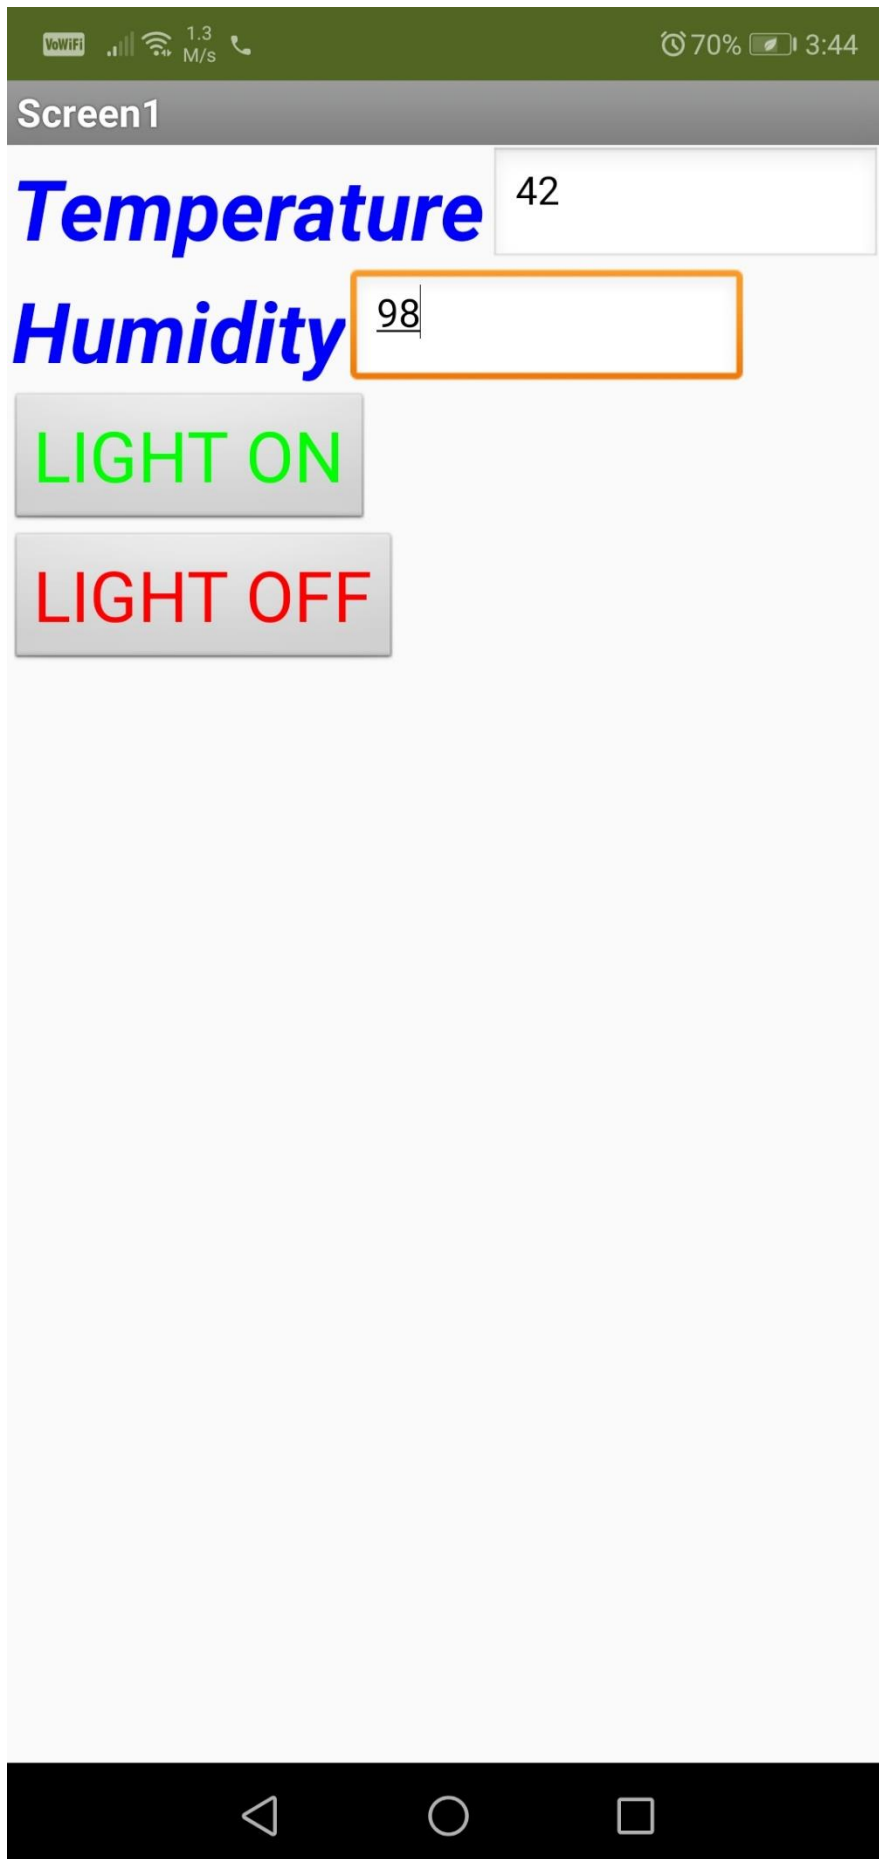 VoWiFi 1.3 M/s 70% 3:44
Screen1
Temperature 42
Humidity 98
LIGHT ON
LIGHT OFF